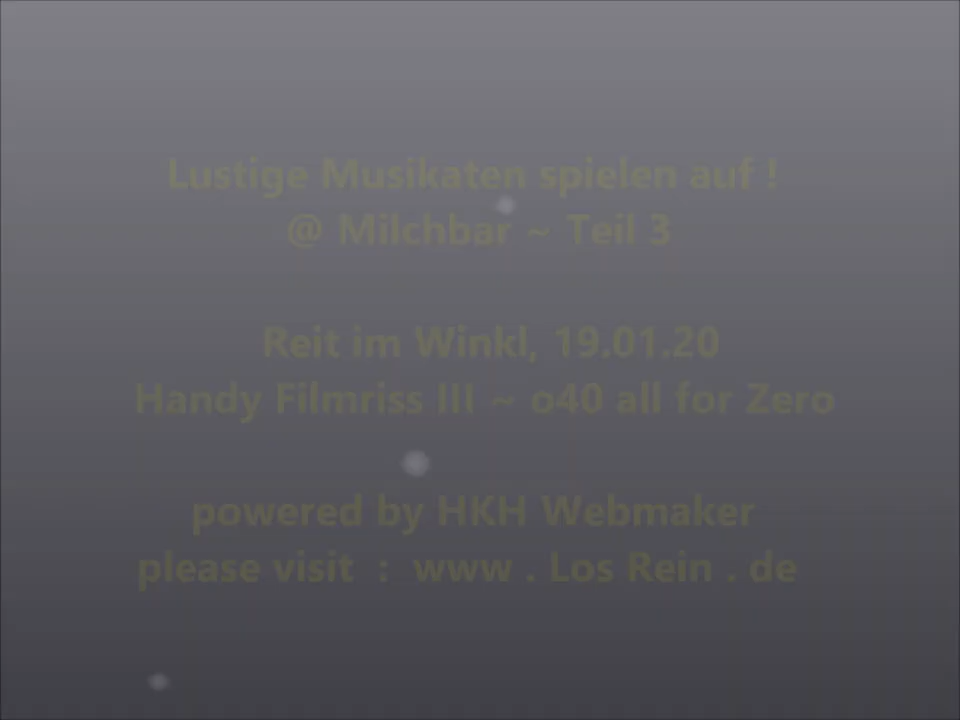 Lustige Musikaten spielen auf !
@ Milchbar ~ Teil 3
Reit im Winkl, 19.01.20
Handy Filmriss III ~ o40 all for Zero
powered by HKH Webmaker
please visit : www . Los Rein . de